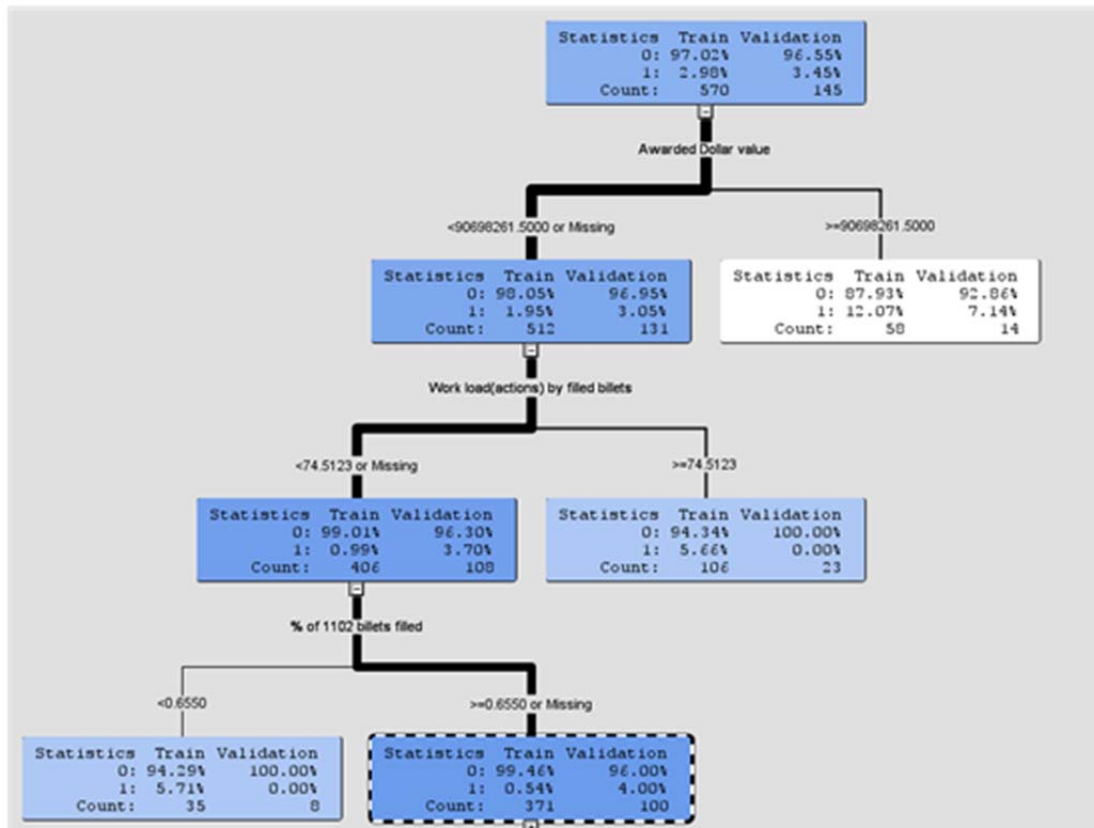 Statistics Train Validation
0: 97.02% 96.55%
1: 2.98% 3.45%
Count: 570 145
Awarded Dollar value
<90698261.5000 or Missing
>=90698261.5000
Statistics Train Validation
0: 98.05% 96.95%
1: 1.95% 3.05%
Count: 512 131
Statistics Train Validation
0: 87.93% 92.86%
1: 12.07% 7.14%
Count: 58 14
Work load(actions) by filled billets
<74.5123 or Missing
>=74.5123
Statistics Train Validation
0: 99.01% 96.30%
1: 0.99% 3.70%
Count: 406 108
Statistics Train Validation
0: 94.34% 100.00%
1: 5.66% 0.00%
Count: 106 23
% of 1102 billets filled
<0.6550
>=0.6550 or Missing
Statistics Train Validation
0: 94.29% 100.00%
1: 5.71% 0.00%
Count: 35 8
Statistics Train Validation
0: 99.46% 96.00%
1: 0.54% 4.00%
Count: 371 100